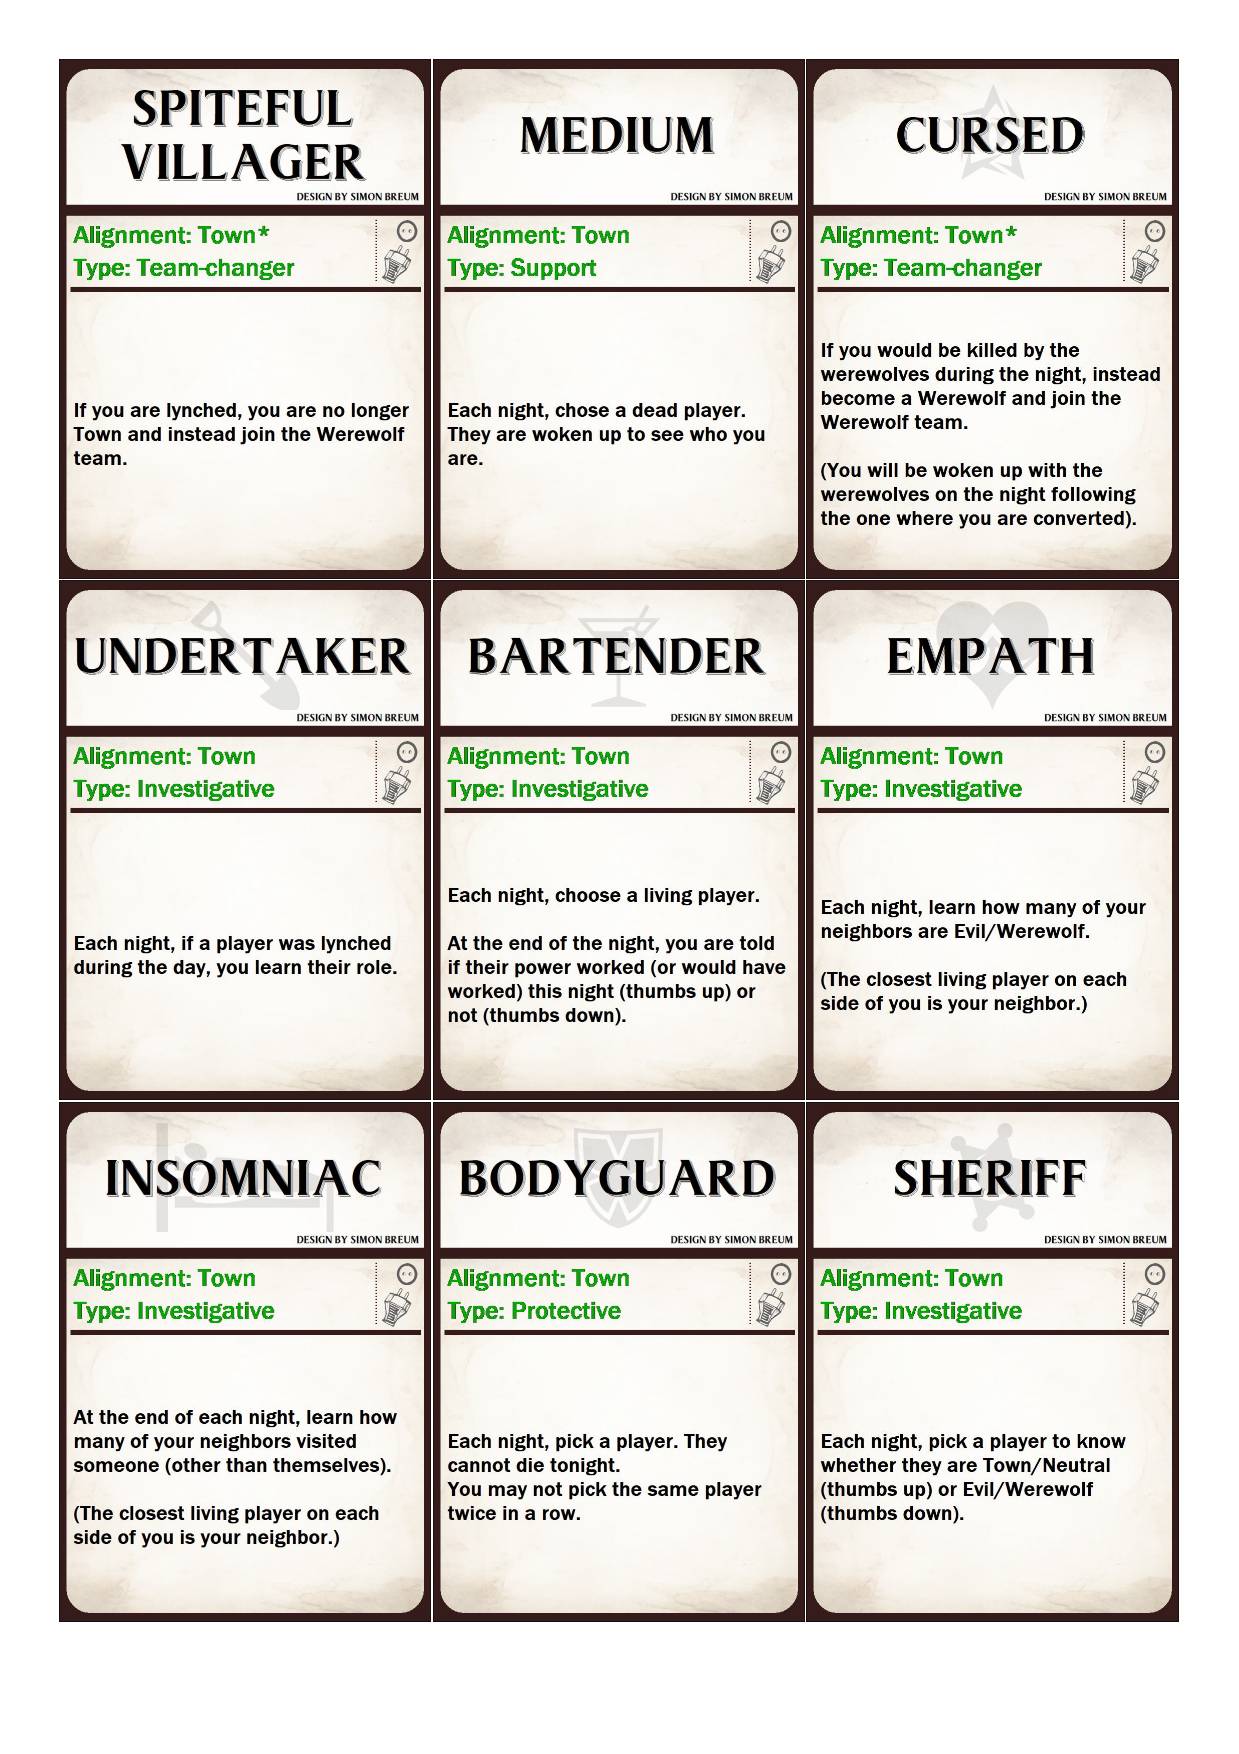 SPITEFUL
VILLAGER
DESIGN BY SIMON BREUM
Alignment: Town*
Type: Team-changer
If you are lynched, you are no longer
Town and instead join the Werewolf
team.
MEDIUM
DESIGN BY SIMON BREUM
Alignment: Town
Type: Support
Each night, chose a dead player.
They are woken up to see who you
are.
CURSED
DESIGN BY SIMON BREUM
Alignment: Town*
Type: Team-changer
If you would be killed by the
werewolves during the night, instead
become a Werewolf and join the
Werewolf team.
(You will be woken up with the
werewolves on the night following
the one where you are converted).
UNDERTAKER
DESIGN BY SIMON BREUM
Alignment: Town
Type: Investigative
Each night, if a player was lynched
during the day, you learn their role.
BARTENDER
DESIGN BY SIMON BREUM
Alignment: Town
Type: Investigative
Each night, choose a living player.
At the end of the night, you are told
if their power worked (or would have
worked) this night (thumbs up) or
not (thumbs down).
EMPATH
DESIGN BY SIMON BREUM
Alignment: Town
Type: Investigative
Each night, learn how many of your
neighbors are Evil/Werewolf.
(The closest living player on each
side of you is your neighbor.)
INSOMNIAC
DESIGN BY SIMON BREUM
Alignment: Town
Type: Investigative
At the end of each night, learn how
many of your neighbors visited
someone (other than themselves).
(The closest living player on each
side of you is your neighbor.)
BODYGUARD
DESIGN BY SIMON BREUM
Alignment: Town
Type: Protective
Each night, pick a player. They
cannot die tonight.
You may not pick the same player
twice in a row.
SHERIFF
DESIGN BY SIMON BREUM
Alignment: Town
Type: Investigative
Each night, pick a player to know
whether they are Town/Neutral
(thumbs up) or Evil/Werewolf
(thumbs down).